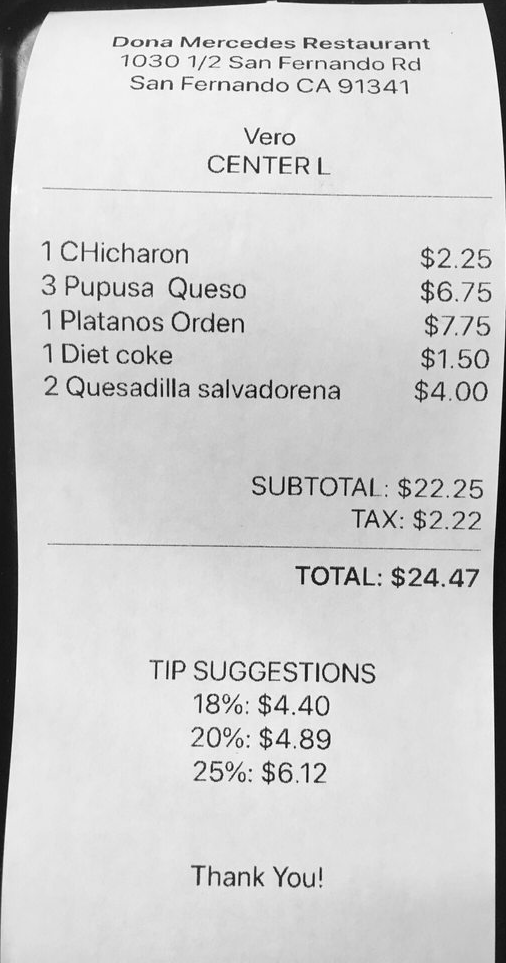 Dona Mercedes Restaurant
1030 1/2 San Fernando Rd
San Fernando CA 91341
Vero
CENTER L
1 CHicharon $2.25
3 Pupusa Queso $6.75
1 Platanos Orden $7.75
1 Diet coke $1.50
2 Quesadilla salvadorena $4.00
SUBTOTAL: $22.25
TAX: $2.22
TOTAL: $24.47
TIP SUGGESTIONS
18%: $4.40
20%: $4.89
25%: $6.12
Thank You!